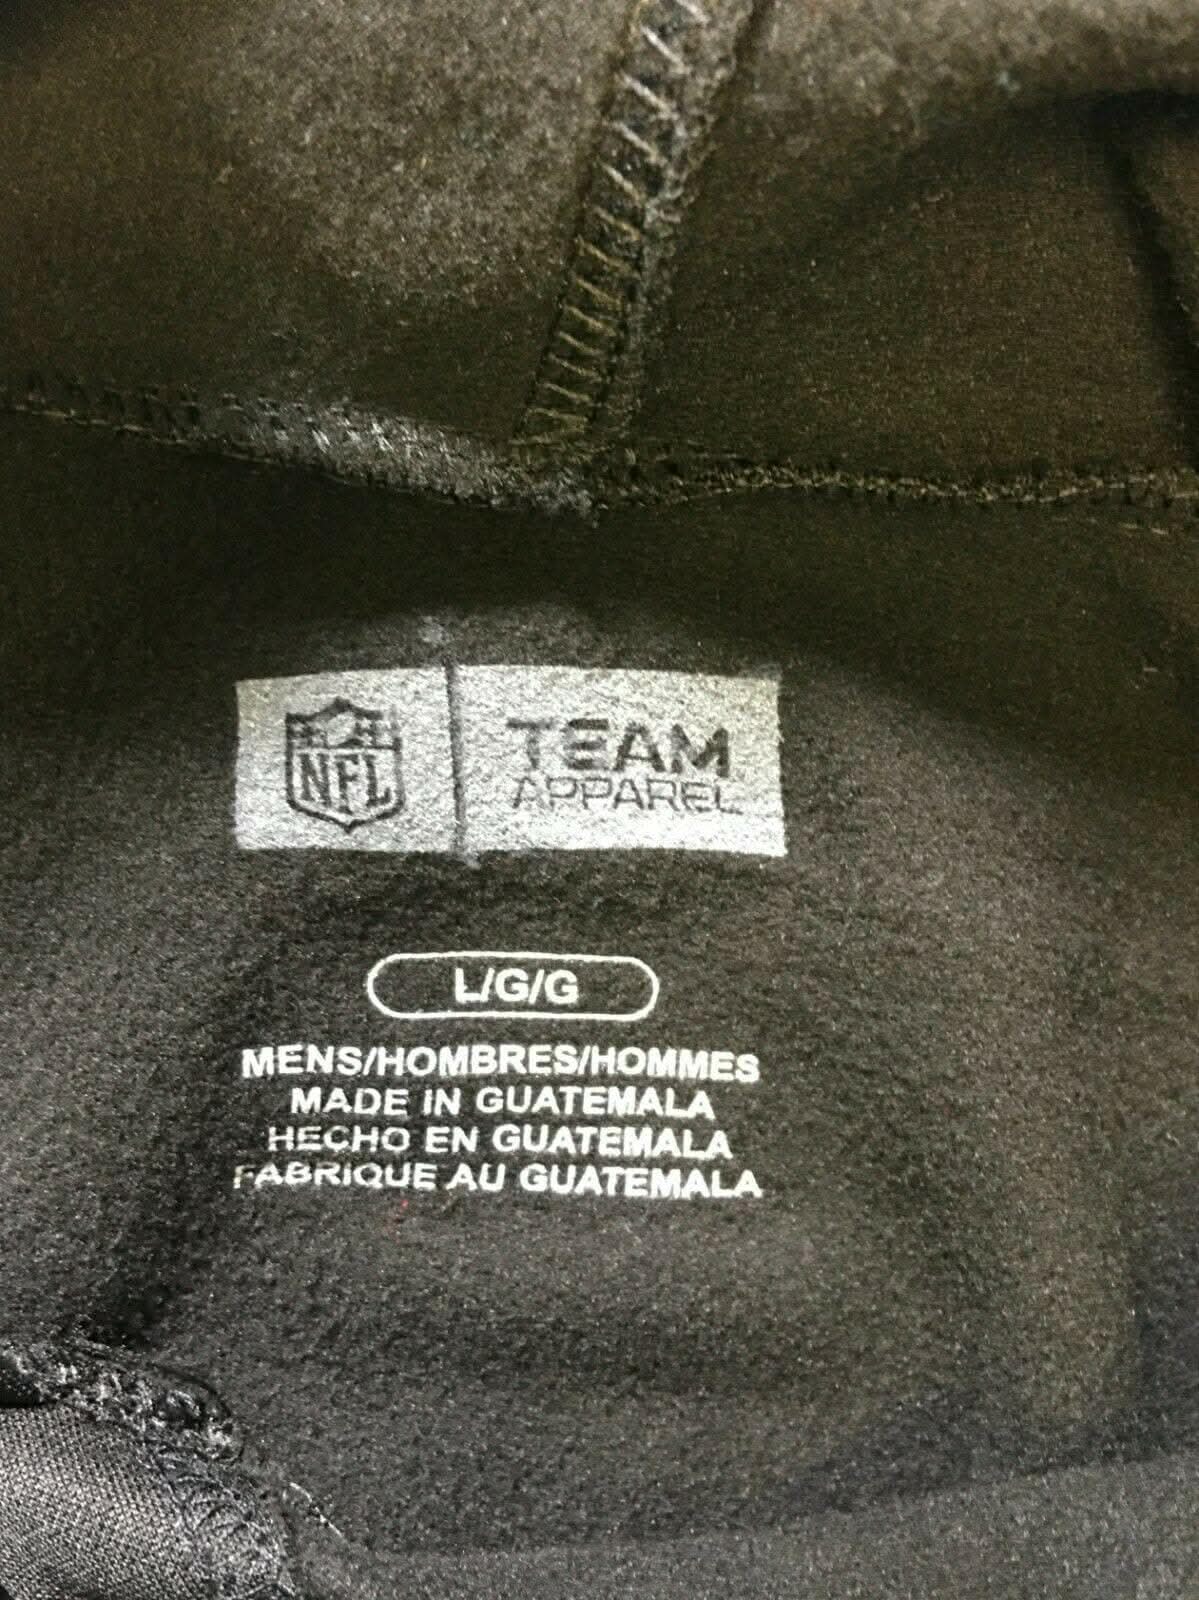 NFL
TEAM
APPAREL
L/G/G
MENS/HOMBRES/HOMMES
MADE IN GUATEMALA
HECHO EN GUATEMALA
FABRIQUE AU GUATEMALA